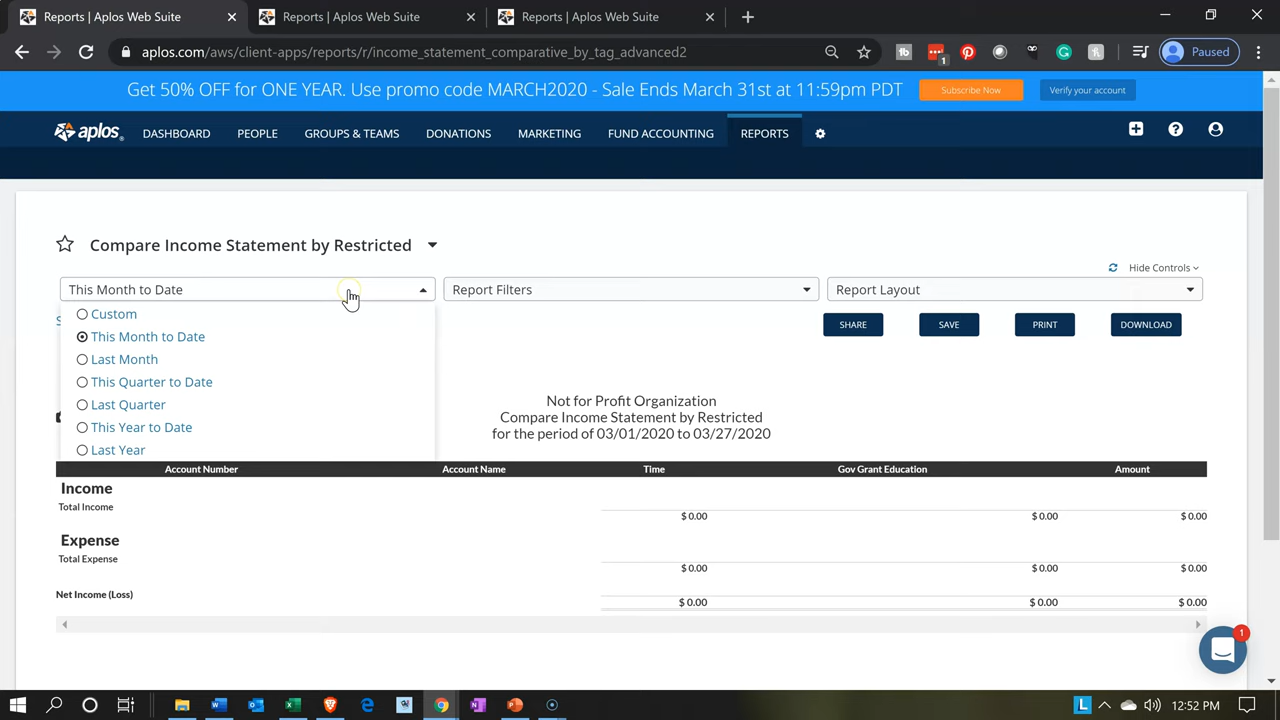 Reports | Aplos Web Suite
Reports | Aplos Web Suite
Reports | Aplos Web Suite
aplos.com/aws/client-apps/reports/r/income_statement_comparative_by_tag_advanced2
1
Paused
Get 50% OFF for ONE YEAR. Use promo code MARCH2020 - Sale Ends March 31st at 11:59pm PDT
Subscribe Now
Verify your account
aplos
DASHBOARD
PEOPLE
GROUPS & TEAMS
DONATIONS
MARKETING
FUND ACCOUNTING
REPORTS
Compare Income Statement by Restricted
Hide Controls
This Month to Date
Report Filters
Report Layout
Custom
This Month to Date
Last Month
This Quarter to Date
Last Quarter
This Year to Date
Last Year
SHARE
SAVE
PRINT
DOWNLOAD
Not for Profit Organization
Compare Income Statement by Restricted
for the period of 03/01/2020 to 03/27/2020
Account Number Account Name Time Gov Grant Education Amount
Income
Total Income
$ 0.00 $ 0.00 $ 0.00
Expense
Total Expense
$ 0.00 $ 0.00 $ 0.00
Net Income (Loss)
$ 0.00 $ 0.00 $ 0.00
1
12:52 PM